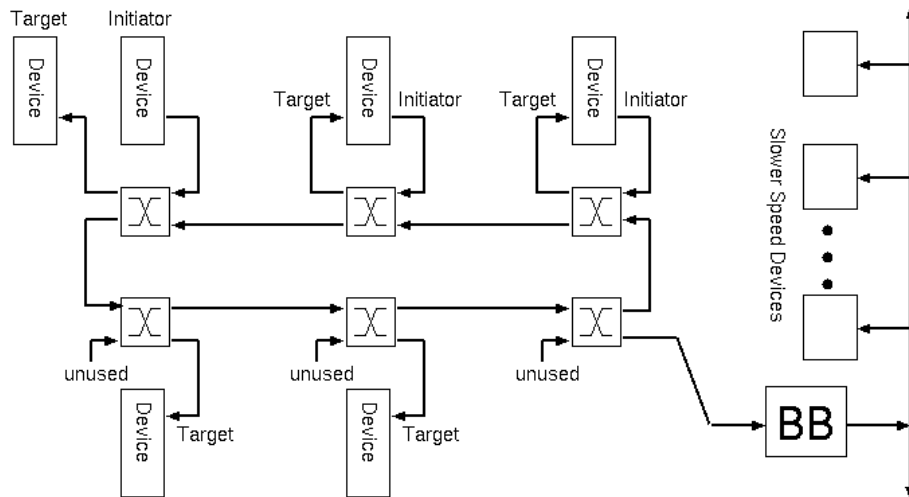 Target
Initiator
Device
Device
Device
Device
Target
Initiator
Target
Initiator
Slower Speed Devices
unused
unused
unused
Device
Target
Device
Target
BB